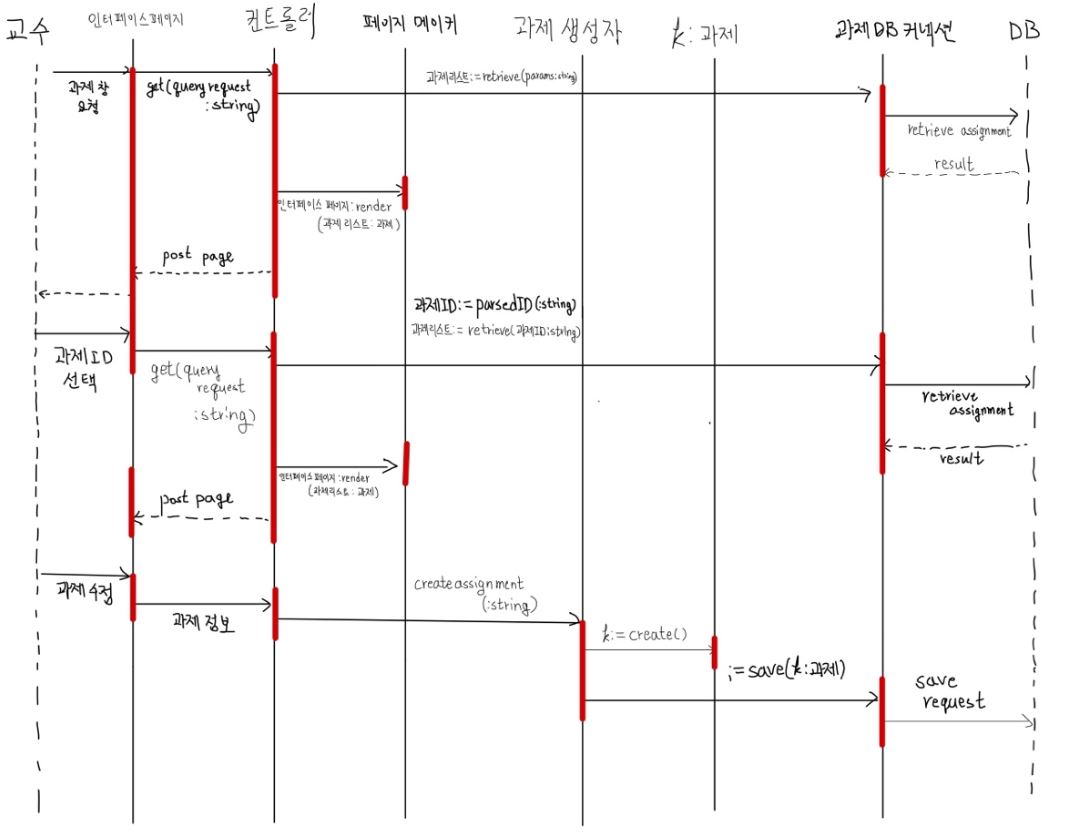 교수
인터페이스페이지
컨트롤러
페이지 메이커
과제 생성자
k: 과제
과제 DB 커넥션
DB
과제 창
요청
get(query request
:string)
과제리스트:=retrieve(params:string)
retrieve assignment
result
인터페이스 페이지:render
(과제 리스트: 과제)
post page
과제ID:=parsedID(:string)
과제리스트:= retrieve(과제ID:string)
과제ID
선택
get(query
request
:string)
retrieve
assignment
result
인터페이스 페이지:render
(과제리스트: 과제)
post page
과제 수정
과제 정보
create assignment
(:string)
k:= create()
:=save(k:과제)
save
request